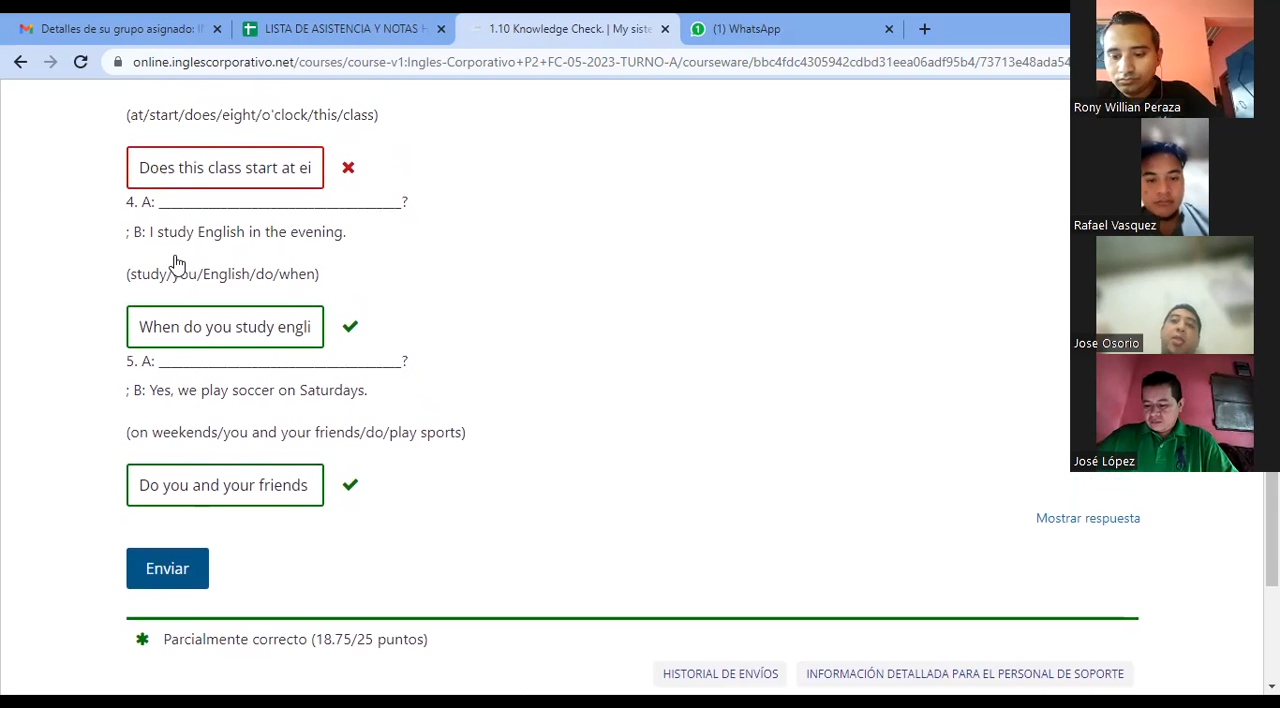 Detalles de su grupo asignado: I
LISTA DE ASISTENCIA Y NOTAS
1.10 Knowledge Check. | My siste
(1) WhatsApp
online.inglescorporativo.net/courses/course-v1:InglesCorporativo+P2+FC-05-2023-TURNO-A/courseware/bbc4fdc4305942cdbd31eea06adf95b4/73713e48ada54
(at/start/does/eight/o'clock/this/class)
Does this class start at ei
4. A: ________________________________?
; B: I study English in the evening.
(study/you/English/do/when)
When do you study engli
5. A: ________________________________?
; B: Yes, we play soccer on Saturdays.
(on weekends/you and your friends/do/play sports)
Do you and your friends
Mostrar respuesta
Enviar
Parcialmente correcto (18.75/25 puntos)
HISTORIAL DE ENVÍOS
INFORMACIÓN DETALLADA PARA EL PERSONAL DE SOPORTE
Rony Willian Peraza
Rafael Vasquez
Jose Osorio
José López